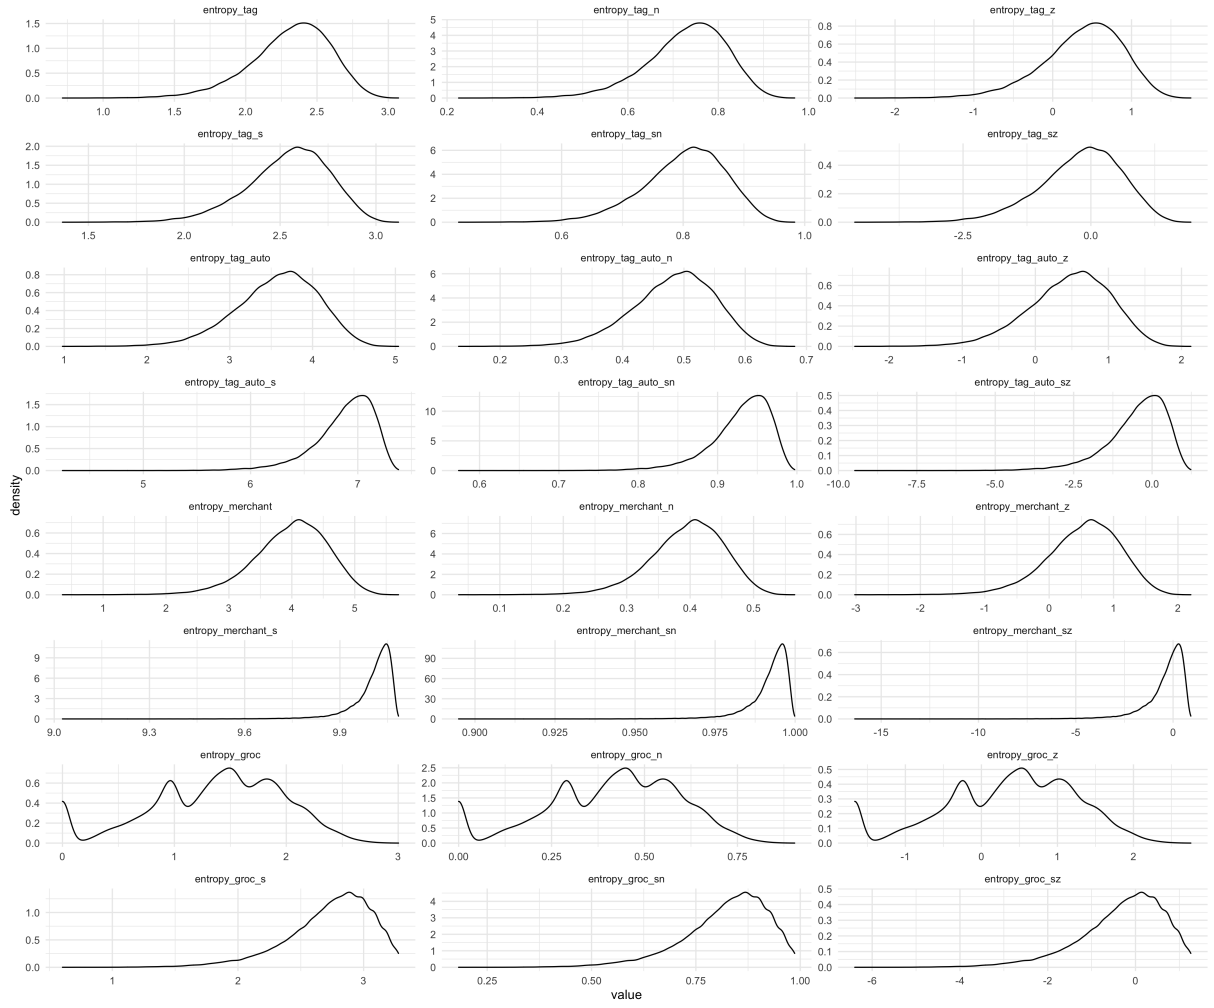 entropy_tag entropy_tag_n entropy_tag_z
1.5 1.0 0.5 0.0 5 4 3 2 1 0 0.8 0.6 0.4 0.2 0.0
1.0 1.5 2.0 2.5 3.0 0.2 0.4 0.6 0.8 1.0 -2 -1 0 1
entropy_tag_s entropy_tag_sn entropy_tag_sz
2.0 1.5 1.0 0.5 0.0 6 4 2 0 0.4 0.2 0.0
1.5 2.0 2.5 3.0 0.6 0.8 1.0 -2.5 0.0
entropy_tag_auto entropy_tag_auto_n entropy_tag_auto_z
0.8 0.6 0.4 0.2 0.0 6 4 2 0 0.6 0.4 0.2 0.0
1 2 3 4 5 0.2 0.3 0.4 0.5 0.6 0.7 -2 -1 0 1 2
entropy_tag_auto_s entropy_tag_auto_sn entropy_tag_auto_sz
1.5 1.0 0.5 0.0 10 5 0 0.5 0.4 0.3 0.2 0.1 0.0
5 6 7 0.6 0.7 0.8 0.9 1.0 -10.0 -7.5 -5.0 -2.5 0.0
density
entropy_merchant entropy_merchant_n entropy_merchant_z
0.6 0.4 0.2 0.0 6 4 2 0 0.6 0.4 0.2 0.0
1 2 3 4 5 0.1 0.2 0.3 0.4 0.5 -3 -2 -1 0 1 2
entropy_merchant_s entropy_merchant_sn entropy_merchant_sz
9 6 3 0 90 60 30 0 0.6 0.4 0.2 0.0
9.0 9.3 9.6 9.9 0.900 0.925 0.950 0.975 1.000 -15 -10 -5 0
entropy_groc entropy_groc_n entropy_groc_z
0.6 0.4 0.2 0.0 2.5 2.0 1.5 1.0 0.5 0.0 0.5 0.4 0.3 0.2 0.1 0.0
0 1 2 3 0.00 0.25 0.50 0.75 -1 0 1 2
entropy_groc_s entropy_groc_sn entropy_groc_sz
1.0 0.5 0.0 4 3 2 1 0 0.5 0.4 0.3 0.2 0.1 0.0
1 2 3 0.25 0.50 0.75 1.00 -6 -4 -2 0
value